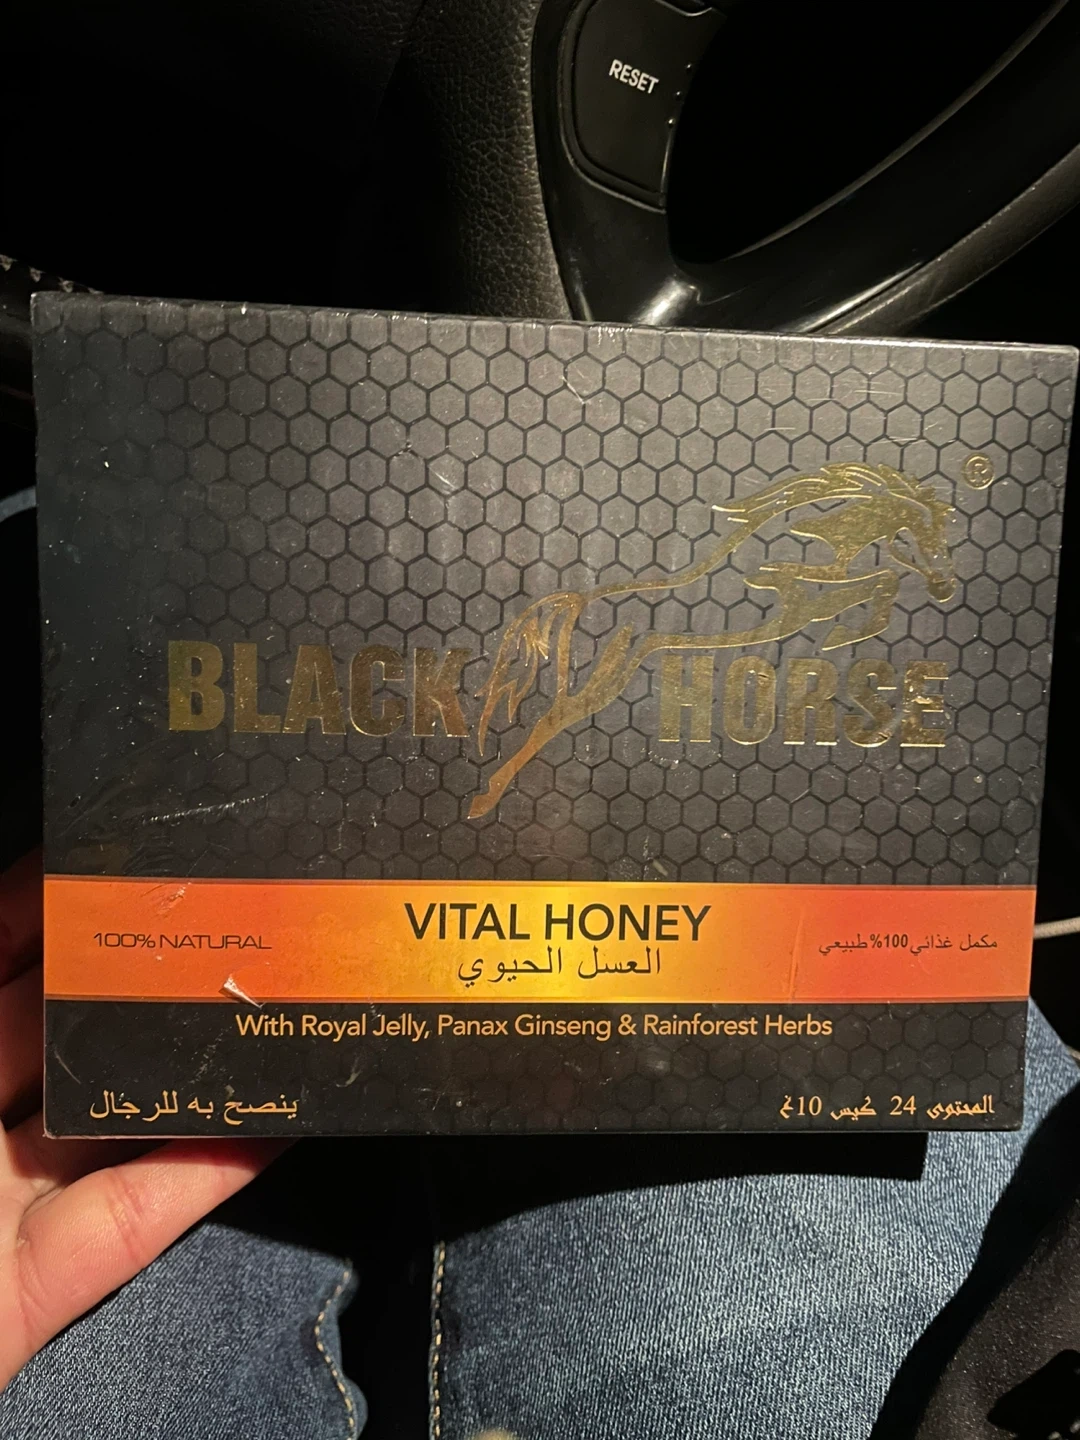 RESET
®
BLACK HORSE
100% NATURAL
VITAL HONEY
العسل الحيوي
مكمل غذائي 100% طبيعي
With Royal Jelly, Panax Ginseng & Rainforest Herbs
ينصح به للرجال
المحتوى 24 كيس 10غ